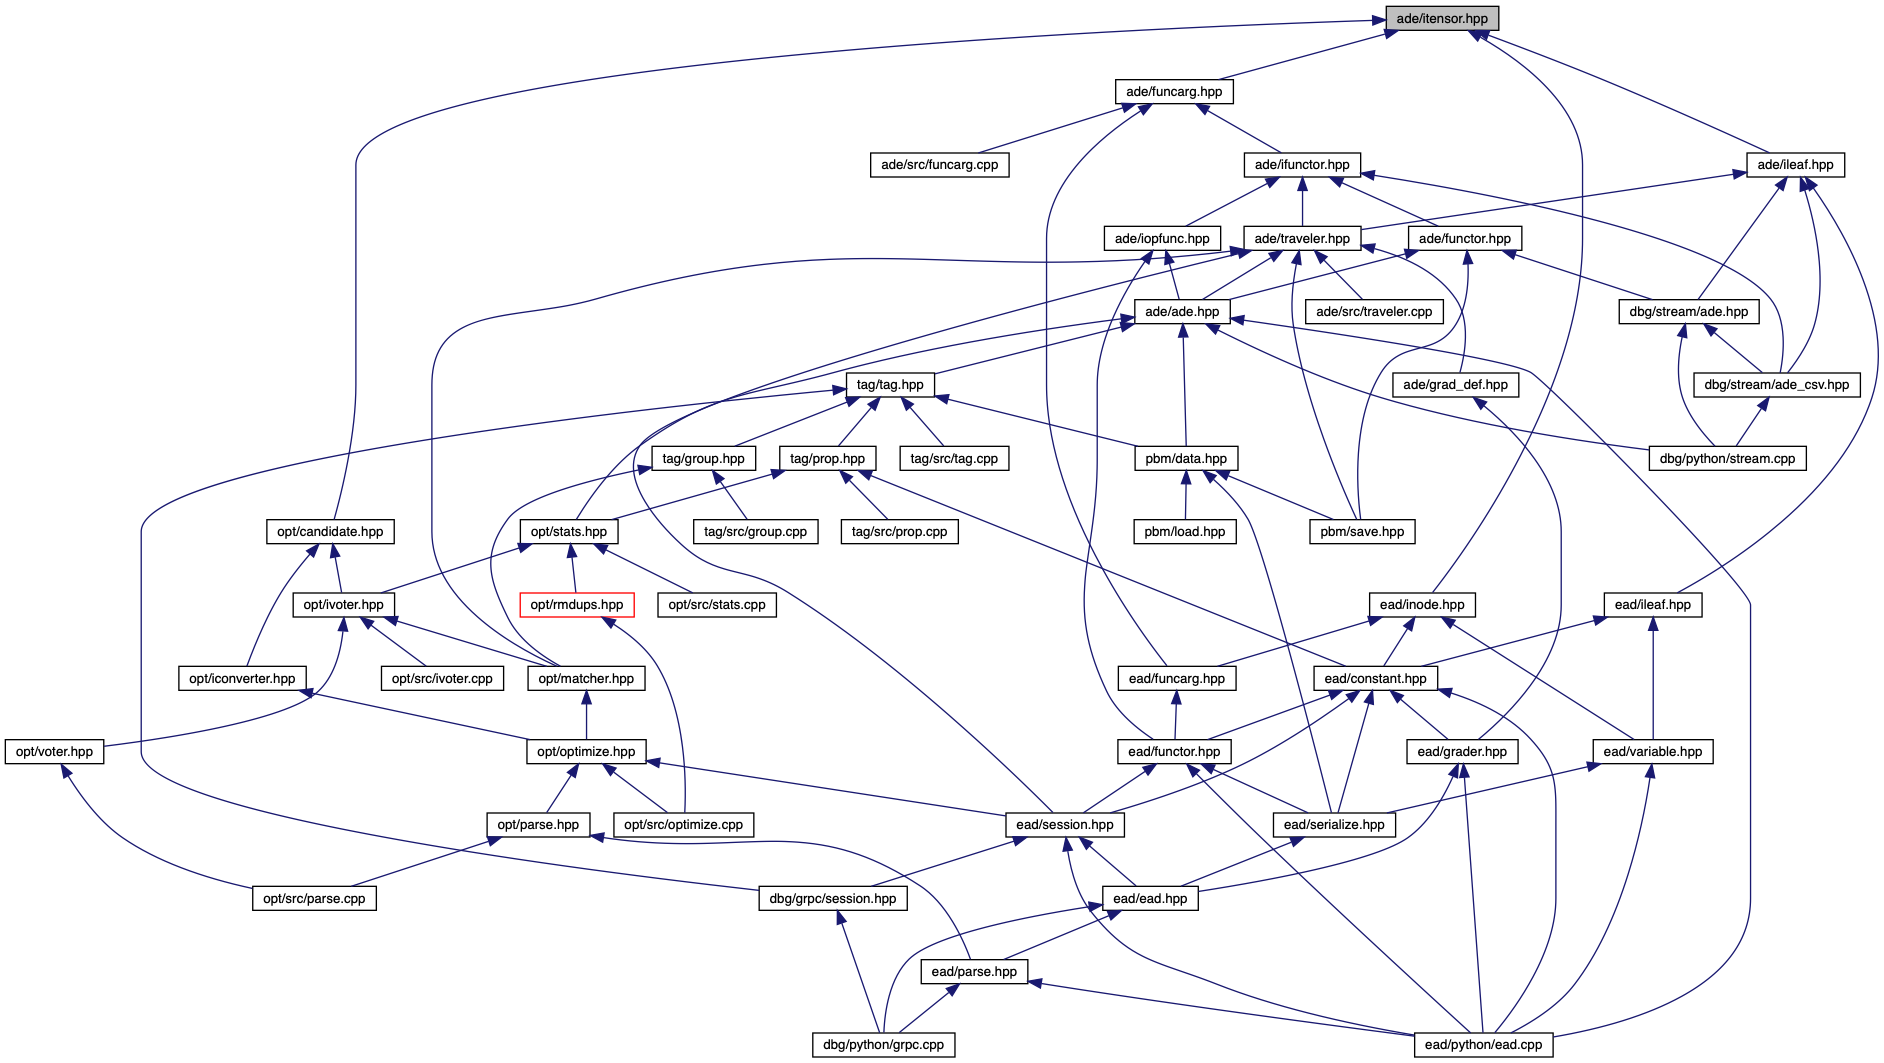 ade/itensor.hpp
ade/funcarg.hpp
ade/src/funcarg.cpp
ade/ifunctor.hpp
ade/ileaf.hpp
ade/iopfunc.hpp
ade/traveler.hpp
ade/functor.hpp
ade/ade.hpp
ade/src/traveler.cpp
dbg/stream/ade.hpp
tag/tag.hpp
ade/grad_def.hpp
dbg/stream/ade_csv.hpp
tag/group.hpp
tag/prop.hpp
tag/src/tag.cpp
pbm/data.hpp
dbg/python/stream.cpp
opt/candidate.hpp
opt/stats.hpp
tag/src/group.cpp
tag/src/prop.cpp
pbm/load.hpp
pbm/save.hpp
opt/ivoter.hpp
opt/rmdups.hpp
opt/src/stats.cpp
ead/inode.hpp
ead/ileaf.hpp
opt/iconverter.hpp
opt/src/ivoter.cpp
opt/matcher.hpp
ead/funcarg.hpp
ead/constant.hpp
opt/voter.hpp
opt/optimize.hpp
ead/functor.hpp
ead/grader.hpp
ead/variable.hpp
opt/parse.hpp
opt/src/optimize.cpp
ead/session.hpp
ead/serialize.hpp
opt/src/parse.cpp
dbg/grpc/session.hpp
ead/ead.hpp
ead/parse.hpp
dbg/python/grpc.cpp
ead/python/ead.cpp